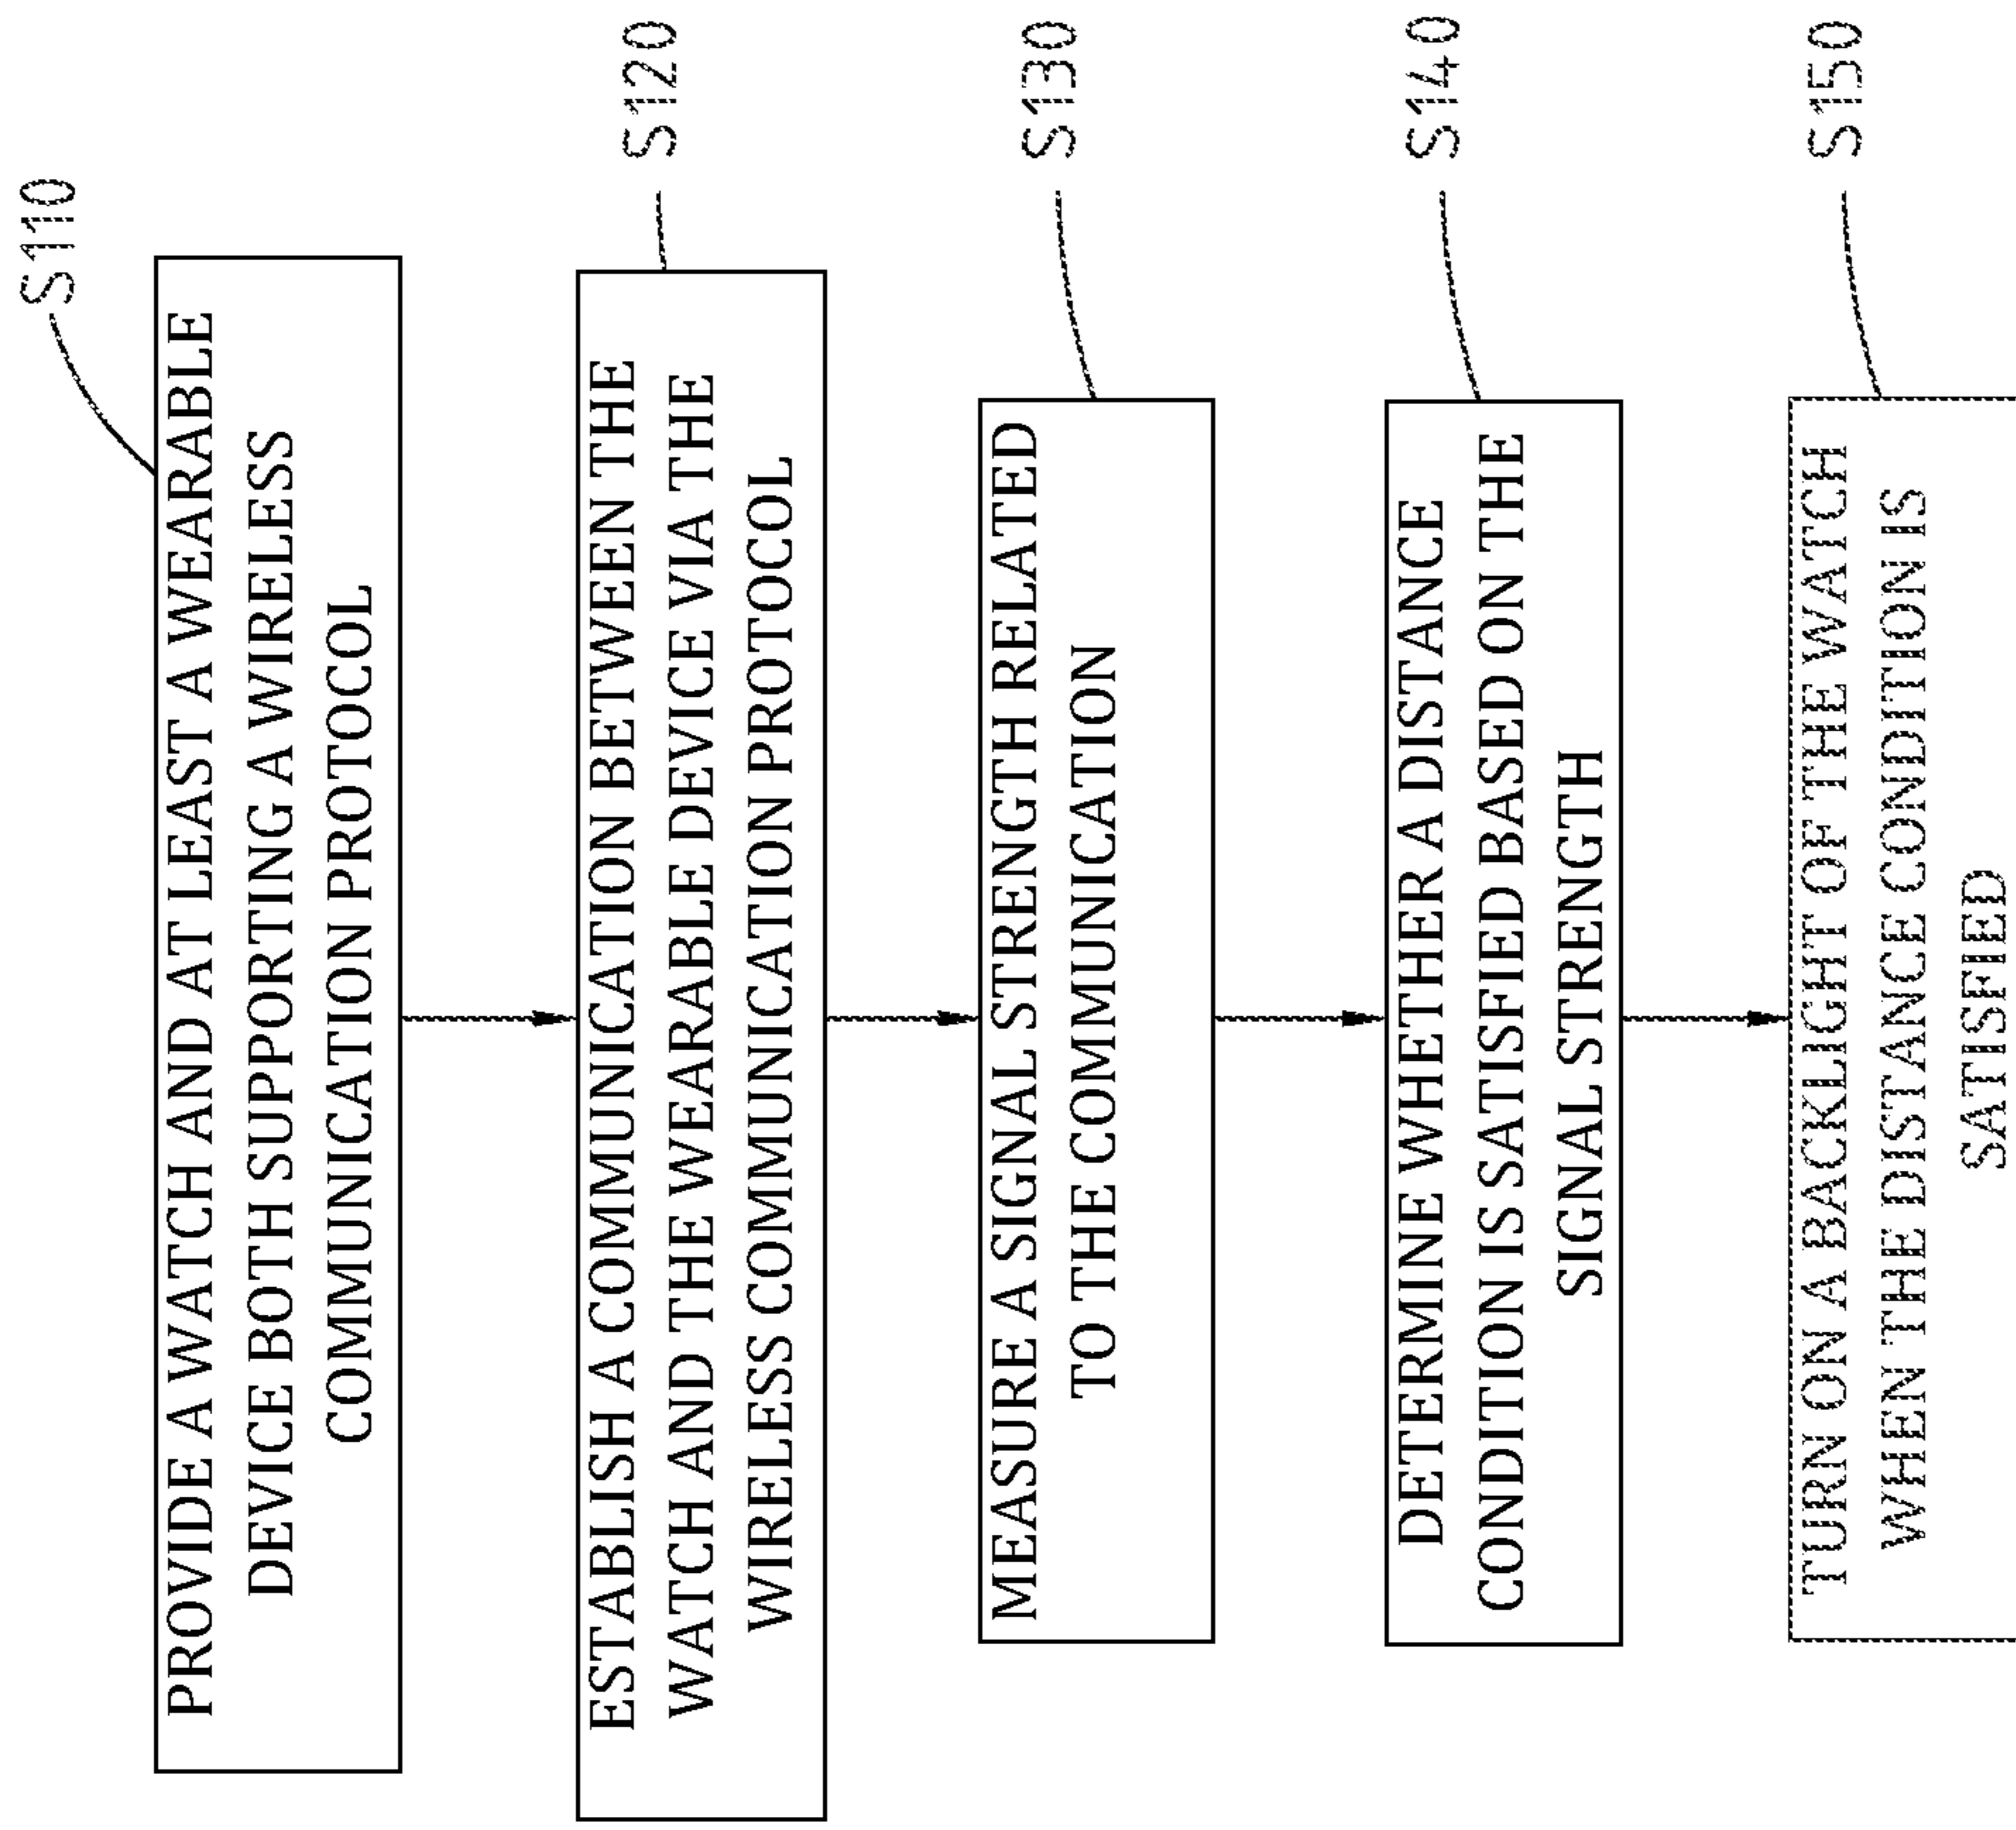 S110
PROVIDE A WATCH AND AT LEAST A WEARABLE
DEVICE BOTH SUPPORTING A WIRELESS
COMMUNICATION PROTOCOL
S120
ESTABLISH A COMMUNICATION BETWEEN THE
WATCH AND THE WEARABLE DEVICE VIA THE
WIRELESS COMMUNICATION PROTOCOL
S130
MEASURE A SIGNAL STRENGTH RELATED
TO THE COMMUNICATION
S140
DETERMINE WHETHER A DISTANCE
CONDITION IS SATISFIED BASED ON THE
SIGNAL STRENGTH
S150
TURN ON A BACKLIGHT OF THE WATCH
WHEN THE DISTANCE CONDITION IS
SATISFIED